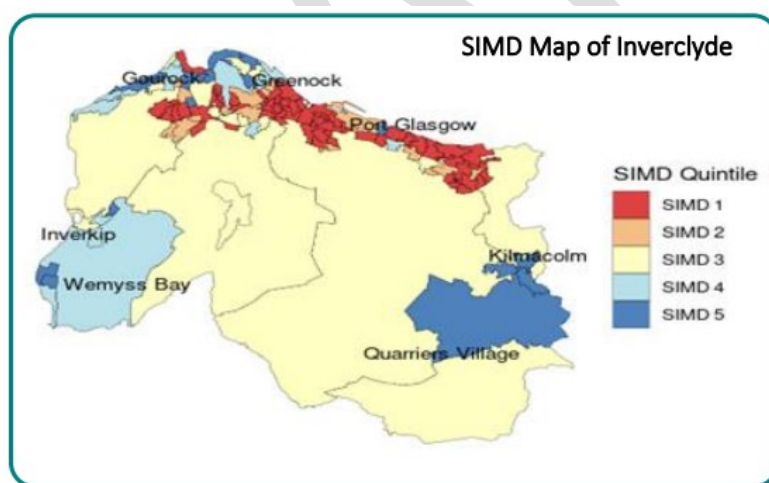 SIMD Map of Inverclyde
Gourock
Greenock
Port Glasgow
SIMD Quintile
SIMD 1
SIMD 2
SIMD 3
SIMD 4
SIMD 5
Inverkip
Kilmacolm
Wemyss Bay
Quarriers Village